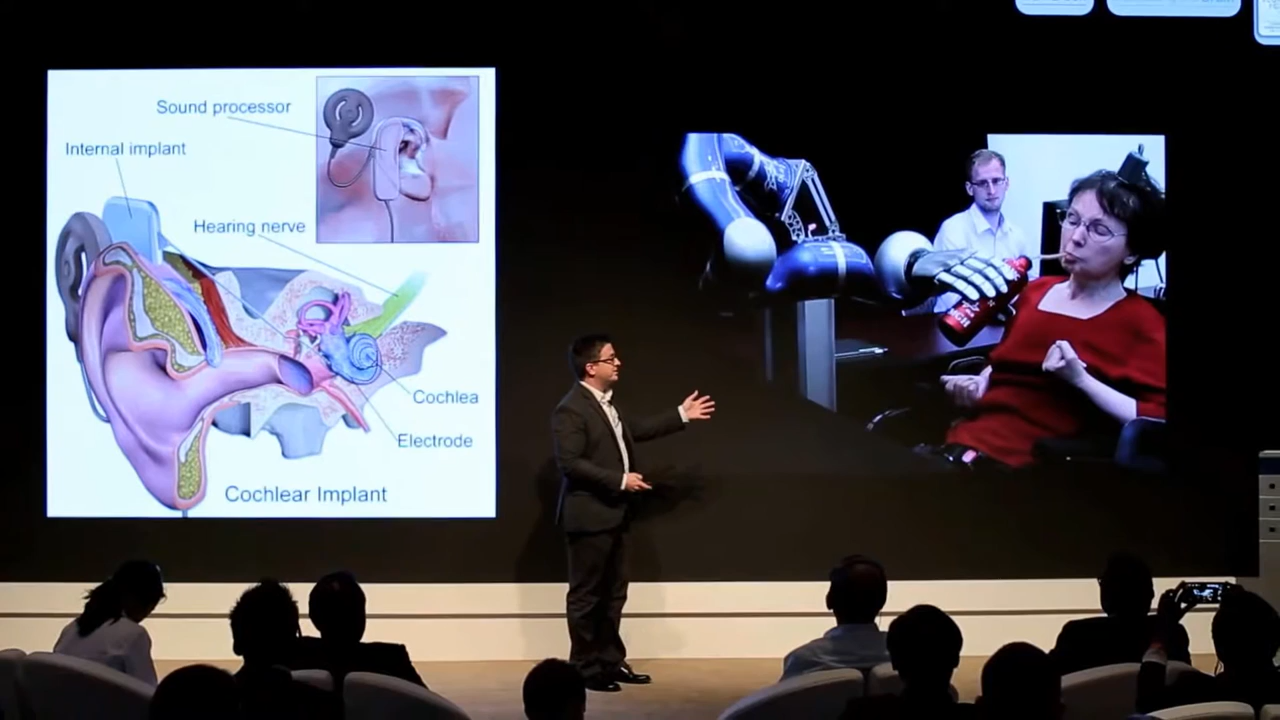 Sound processor
Internal implant
Hearing nerve
Cochlea
Electrode
Cochlear Implant